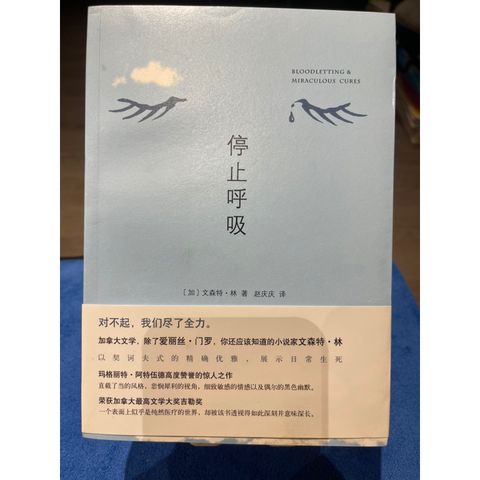 BLOODLETTING &
MIRACULOUS CURES
停止呼吸
[加]文森特·林 著 赵庆庆 译
对不起，我们尽了全力。
加拿大文学，除了爱丽丝·门罗，你还应该知道的小说家文森特·林
以契诃夫式的精确优雅，展示日常生死
玛格丽特·阿特伍德高度赞誉的惊人之作
直截了当的风格，悲悯犀利的视角，细致敏感的情感以及偶尔的黑色幽默。
荣获加拿大最高文学大奖吉勒奖
一个表面上似乎是纯然医疗的世界，却被该书透视得如此深刻并意味深长。